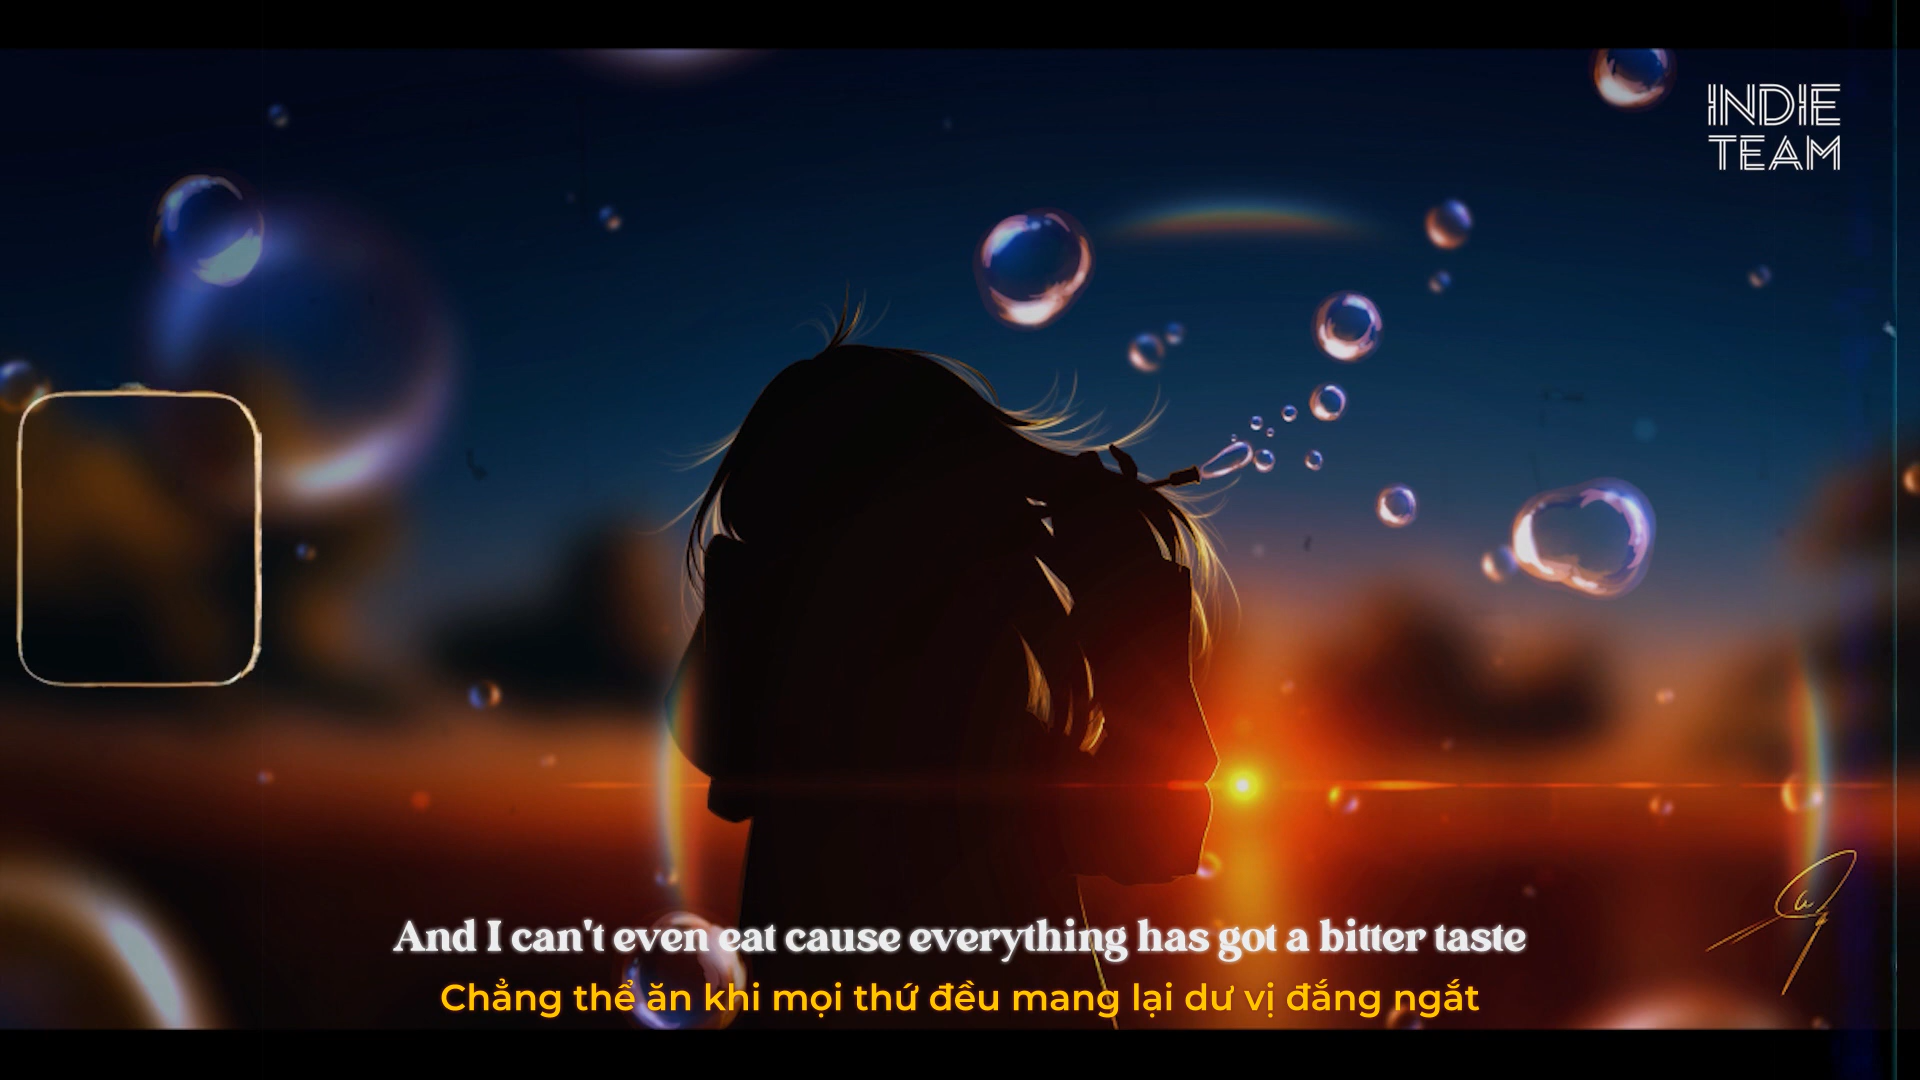 INDIE
TEAM
And I can't even eat cause everything has got a bitter taste
Chẳng thể ăn khi mọi thứ đều mang lại dư vị đắng ngắt